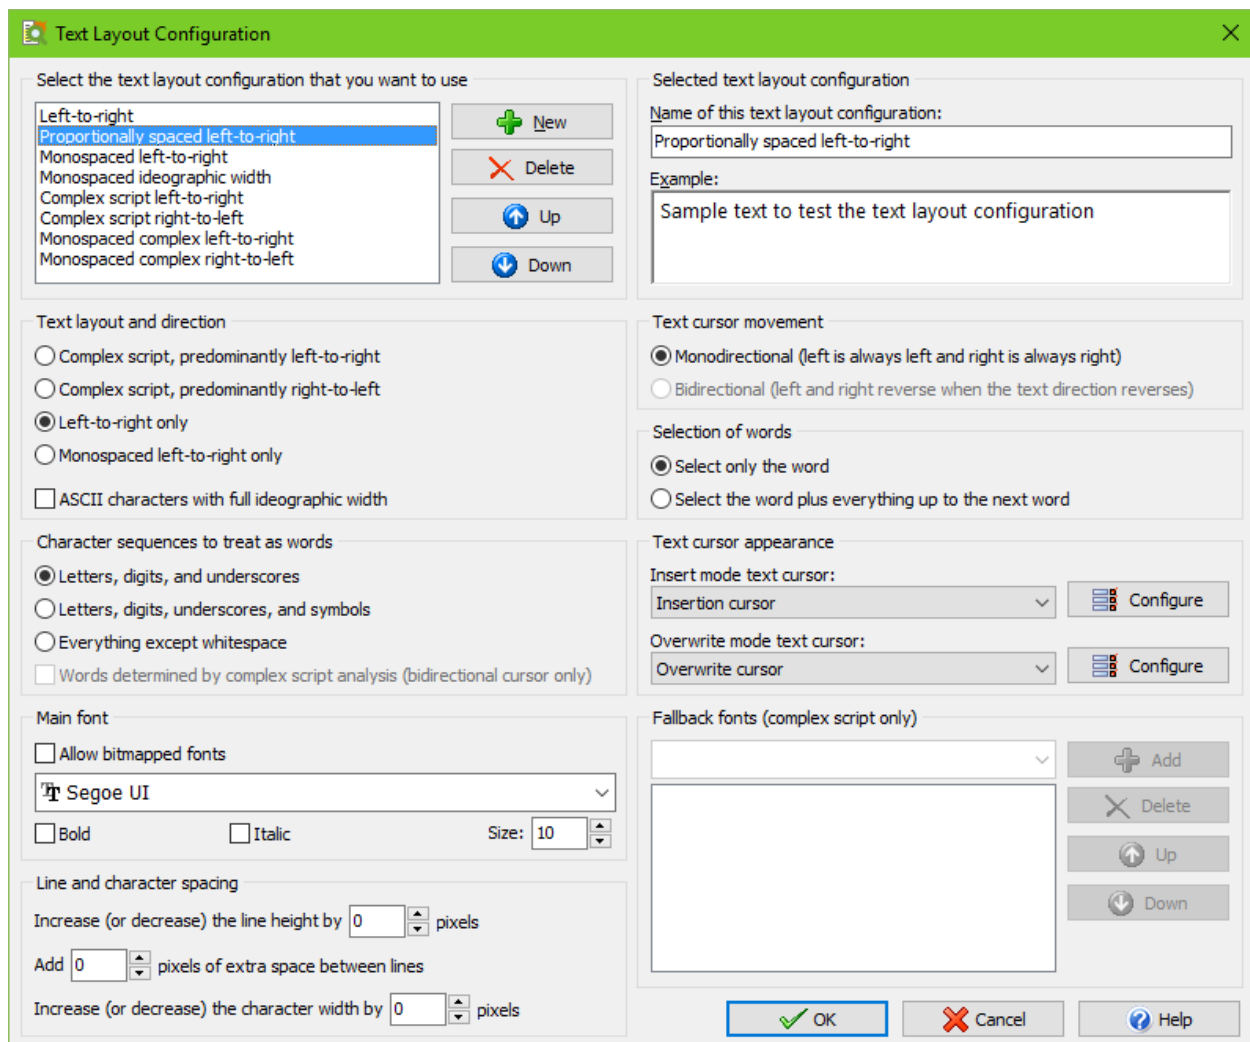 Text Layout Configuration
Select the text layout configuration that you want to use
Left-to-right
Proportionally spaced left-to-right
Monospaced left-to-right
Monospaced ideographic width
Complex script left-to-right
Complex script right-to-left
Monospaced complex left-to-right
Monospaced complex right-to-left
New
Delete
Up
Down
Selected text layout configuration
Name of this text layout configuration:
Proportionally spaced left-to-right
Example:
Sample text to test the text layout configuration
Text layout and direction
Complex script, predominantly left-to-right
Complex script, predominantly right-to-left
Left-to-right only
Monospaced left-to-right only
ASCII characters with full ideographic width
Text cursor movement
Monodirectional (left is always left and right is always right)
Bidirectional (left and right reverse when the text direction reverses)
Selection of words
Select only the word
Select the word plus everything up to the next word
Character sequences to treat as words
Letters, digits, and underscores
Letters, digits, underscores, and symbols
Everything except whitespace
Words determined by complex script analysis (bidirectional cursor only)
Text cursor appearance
Insert mode text cursor:
Insertion cursor
Configure
Overwrite mode text cursor:
Overwrite cursor
Configure
Main font
Allow bitmapped fonts
Segoe UI
Bold Italic Size: 10
Fallback fonts (complex script only)
Add
Delete
Up
Down
Line and character spacing
Increase (or decrease) the line height by 0 pixels
Add 0 pixels of extra space between lines
Increase (or decrease) the character width by 0 pixels
OK Cancel Help